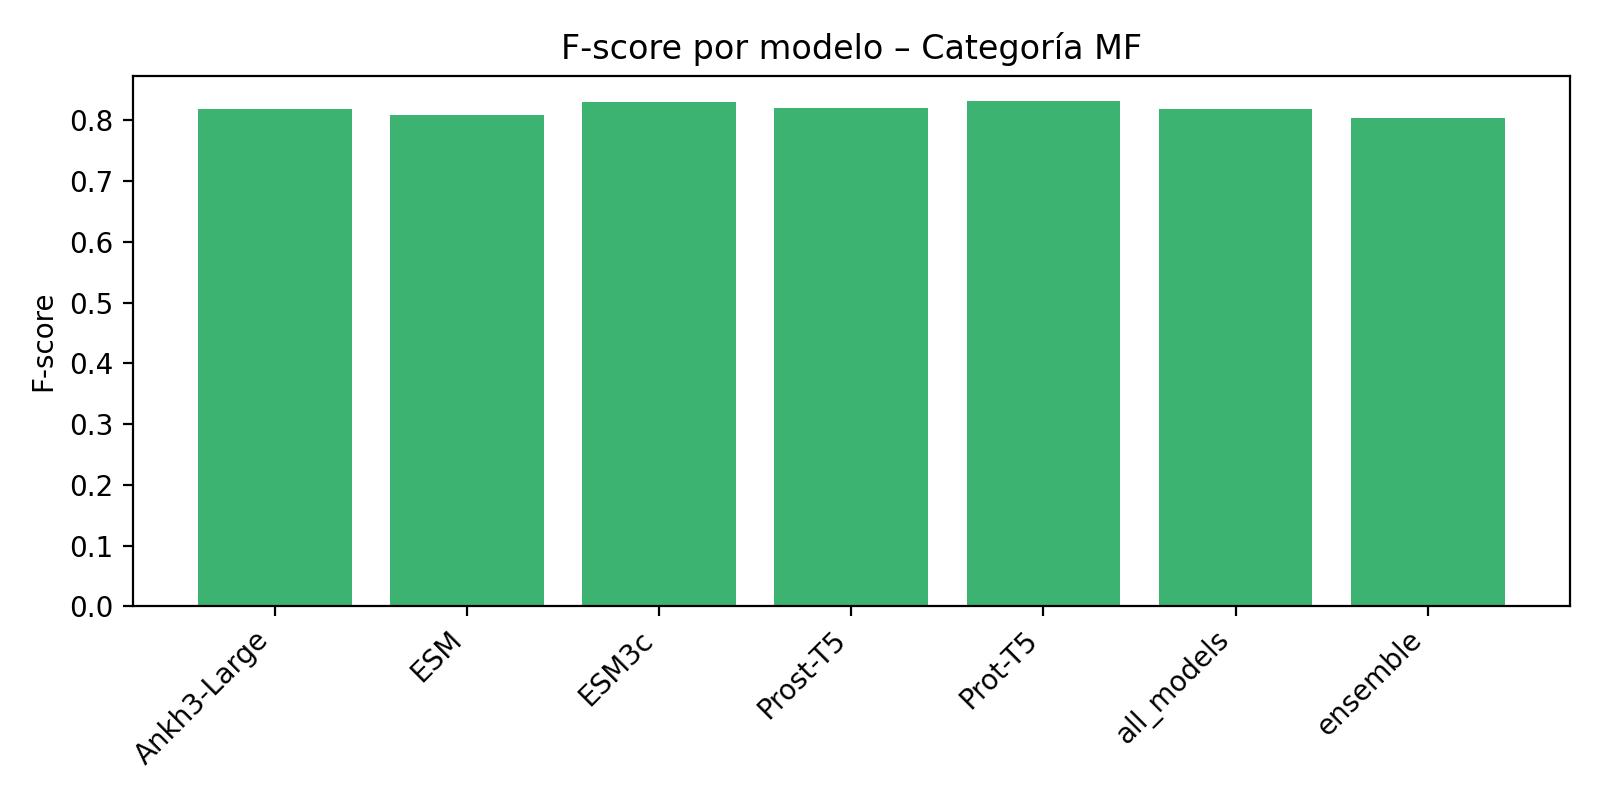 F-score por modelo – Categoría MF
F-score
0.8
0.7
0.6
0.5
0.4
0.3
0.2
0.1
0.0
Ankh3-Large
ESM
ESM3c
Prost-T5
Prot-T5
all_models
ensemble